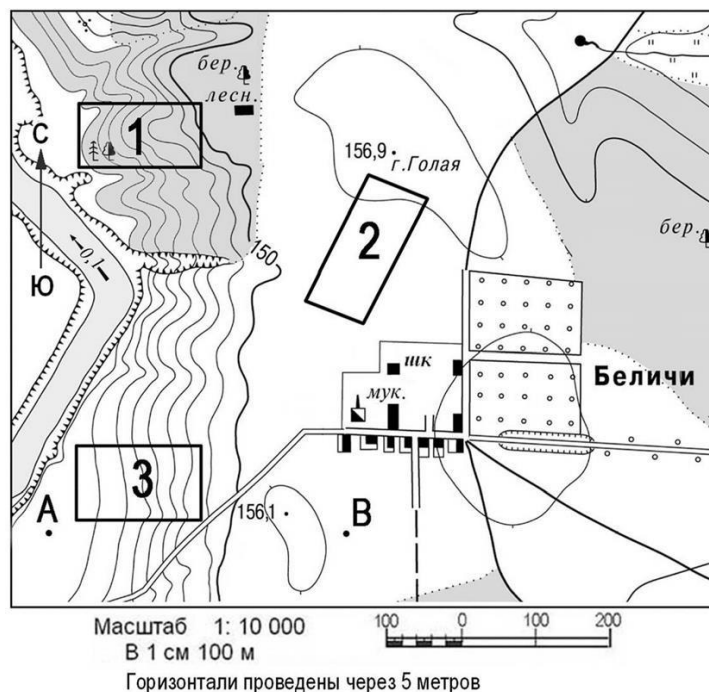 бер.
лесн.
С
1
156,9
г.Голая
2
бер.
0,1
Ю
150
шк
Беличи
мук.
3
А
156,1
В
Масштаб 1: 10 000
В 1 см 100 м
100 0 100 200
Горизонтали проведены через 5 метров